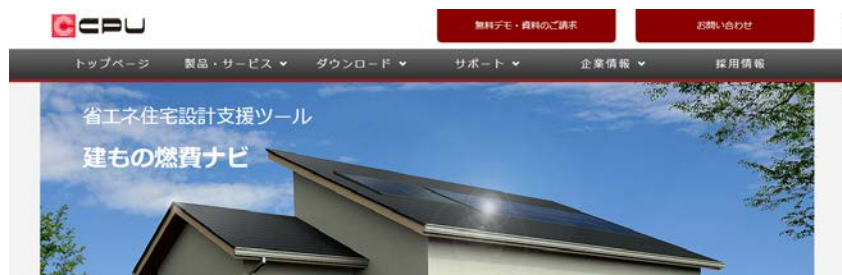 CPU
無料デモ・資料のご請求
お問い合わせ
トップページ 製品・サービス ダウンロード サポート 企業情報 採用情報
省エネ住宅設計支援ツール
建もの燃費ナビ